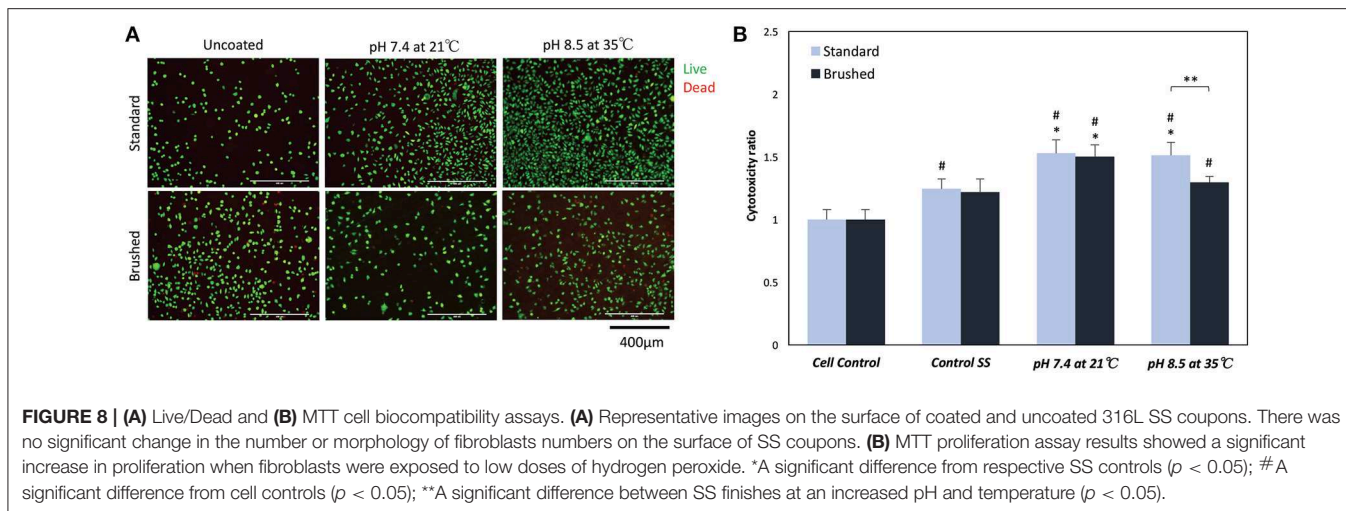 A
Uncoated
pH 7.4 at 21℃
pH 8.5 at 35℃
Standard
Brushed
Live
Dead
400μm
B
Cytotoxicity ratio
2.5
2
1.5
1
0.5
0
Standard
Brushed
#
#
*
#
*
#
*
**
#
Cell Control
Control SS
pH 7.4 at 21℃
pH 8.5 at 35℃
FIGURE 8 | (A) Live/Dead and (B) MTT cell biocompatibility assays. (A) Representative images on the surface of coated and uncoated 316L SS coupons. There was
no significant change in the number or morphology of fibroblasts numbers on the surface of SS coupons. (B) MTT proliferation assay results showed a significant
increase in proliferation when fibroblasts were exposed to low doses of hydrogen peroxide. *A significant difference from respective SS controls (p < 0.05); #A
significant difference from cell controls (p < 0.05); **A significant difference between SS finishes at an increased pH and temperature (p < 0.05).